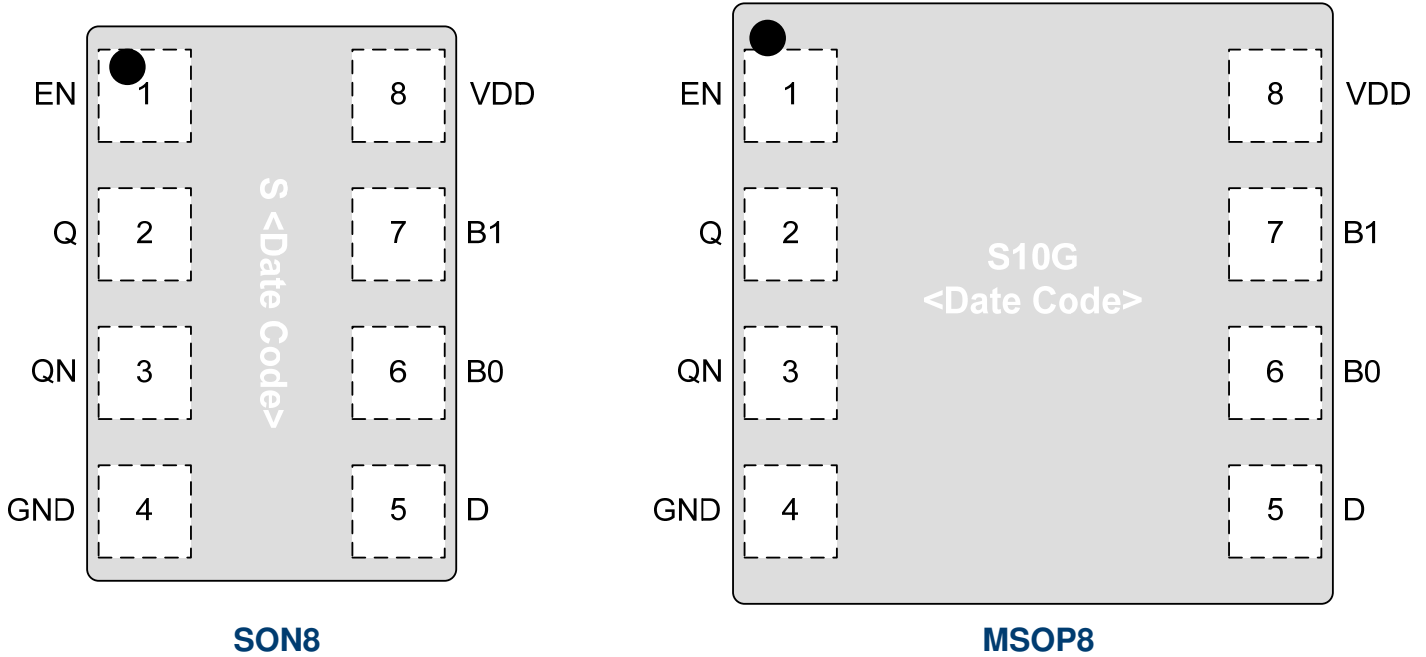 EN 1 8 VDD
Q 2 7 B1
QN 3 6 B0
GND 4 5 D
S <Date Code>
SON8
EN 1 8 VDD
Q 2 7 B1
QN 3 6 B0
GND 4 5 D
S10G
<Date Code>
MSOP8